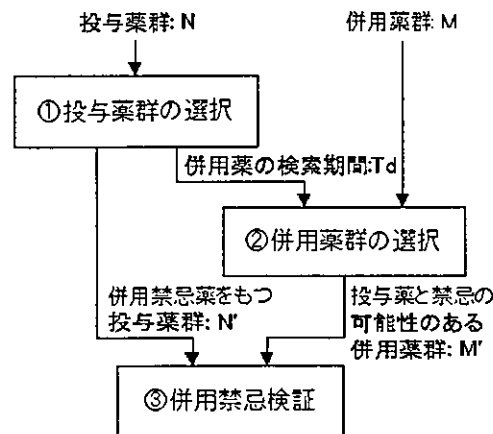 投与薬群: N
併用薬群: M
①投与薬群の選択
併用薬の検索期間:Td
②併用薬群の選択
併用禁忌薬をもつ
投与薬群: N'
投与薬と禁忌の
可能性のある
併用薬群: M'
③併用禁忌検証